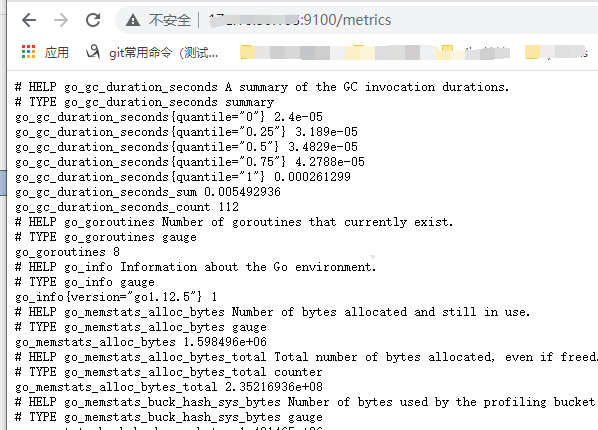 不安全 :9100/metrics
应用 git常用命令（测试...
# HELP go_gc_duration_seconds A summary of the GC invocation durations.
# TYPE go_gc_duration_seconds summary
go_gc_duration_seconds{quantile="0"} 2.4e-05
go_gc_duration_seconds{quantile="0.25"} 3.189e-05
go_gc_duration_seconds{quantile="0.5"} 3.4829e-05
go_gc_duration_seconds{quantile="0.75"} 4.2788e-05
go_gc_duration_seconds{quantile="1"} 0.000261299
go_gc_duration_seconds_sum 0.005492936
go_gc_duration_seconds_count 112
# HELP go_goroutines Number of goroutines that currently exist.
# TYPE go_goroutines gauge
go_goroutines 8
# HELP go_info Information about the Go environment.
# TYPE go_info gauge
go_info{version="go1.12.5"} 1
# HELP go_memstats_alloc_bytes Number of bytes allocated and still in use.
# TYPE go_memstats_alloc_bytes gauge
go_memstats_alloc_bytes 1.598496e+06
# HELP go_memstats_alloc_bytes_total Total number of bytes allocated, even if freed.
# TYPE go_memstats_alloc_bytes_total counter
go_memstats_alloc_bytes_total 2.35216936e+08
# HELP go_memstats_buck_hash_sys_bytes Number of bytes used by the profiling bucket
# TYPE go_memstats_buck_hash_sys_bytes gauge